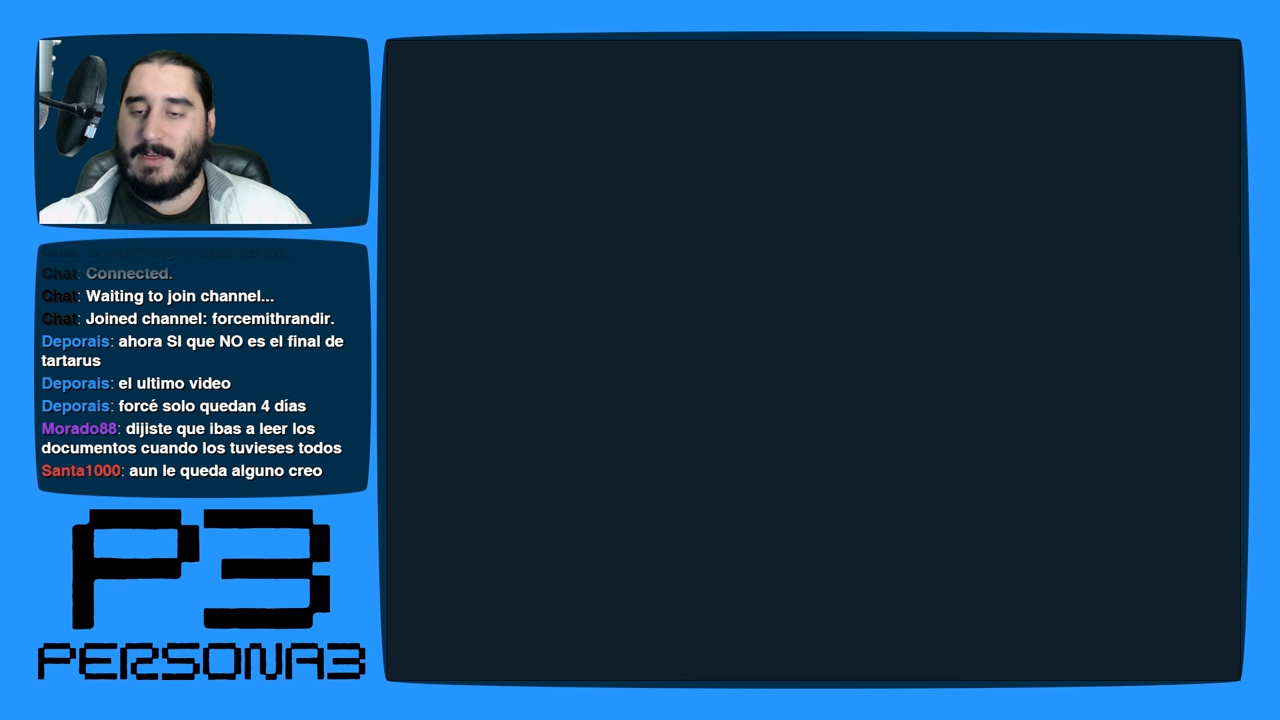 Chat: Connected.
Chat: Waiting to join channel...
Chat: Joined channel: forcemithrandir.
Deporais: ahora SI que NO es el final de
tartarus
Deporais: el ultimo video
Deporais: forcé solo quedan 4 días
Morado88: dijiste que ibas a leer los
documentos cuando los tuvieses todos
Santa1000: aun le queda alguno creo
P3
PERSONA3